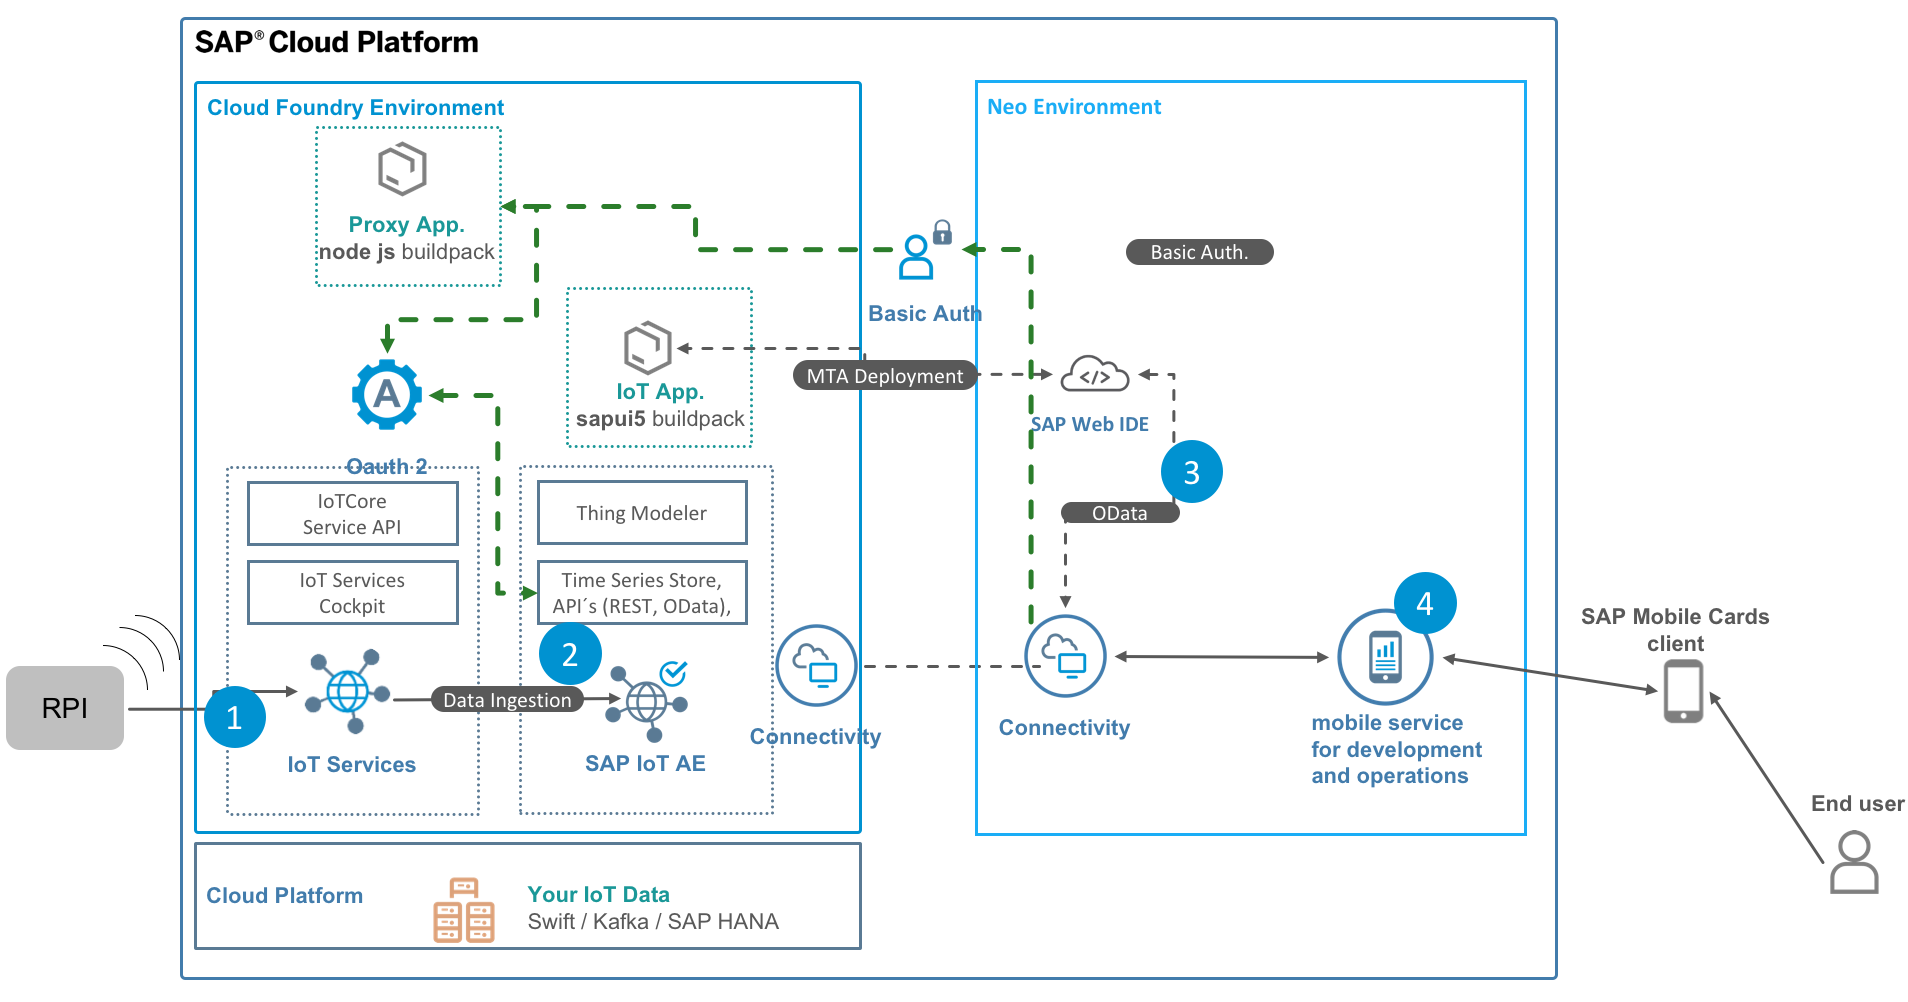 SAP® Cloud Platform
Cloud Foundry Environment
Neo Environment
Proxy App.
node js buildpack
Basic Auth
Basic Auth.
IoT App.
sapui5 buildpack
MTA Deployment
SAP Web IDE
A
Oauth 2
3
OData
IoTCore
Service API
IoT Services
Cockpit
Thing Modeler
Time Series Store,
API´s (REST, OData),
RPI
1
IoT Services
Data Ingestion
2
SAP IoT AE
Connectivity
Connectivity
4
mobile service
for development
and operations
SAP Mobile Cards
client
End user
Cloud Platform
Your IoT Data
Swift / Kafka / SAP HANA